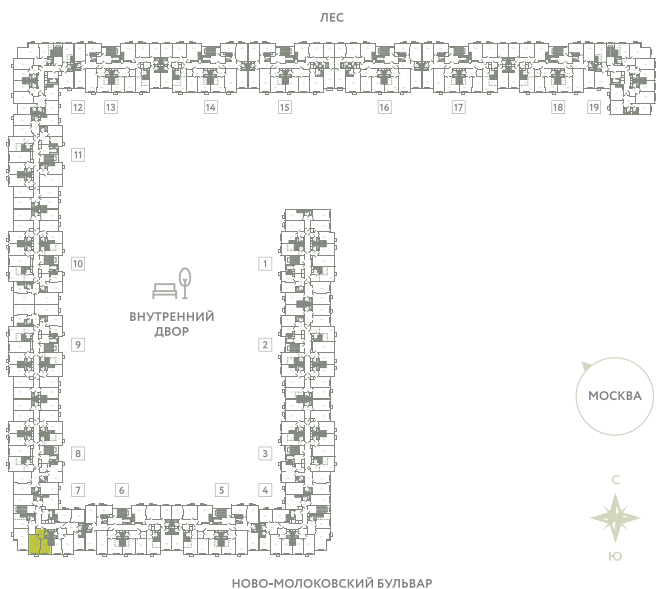 ЛЕС
12 13 14 15 16 17 18 19
11
10 1
ВНУТРЕННИЙ
ДВОР
9 2
МОСКВА
8 3
7 6 5 4
С
Ю
НОВО-МОЛОКОВСКИЙ БУЛЬВАР